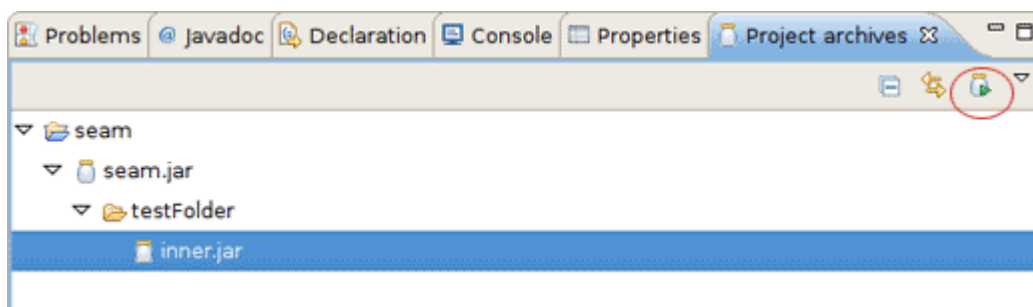 Problems @ Javadoc Declaration Console Properties Project archives
seam
seam.jar
testFolder
inner.jar